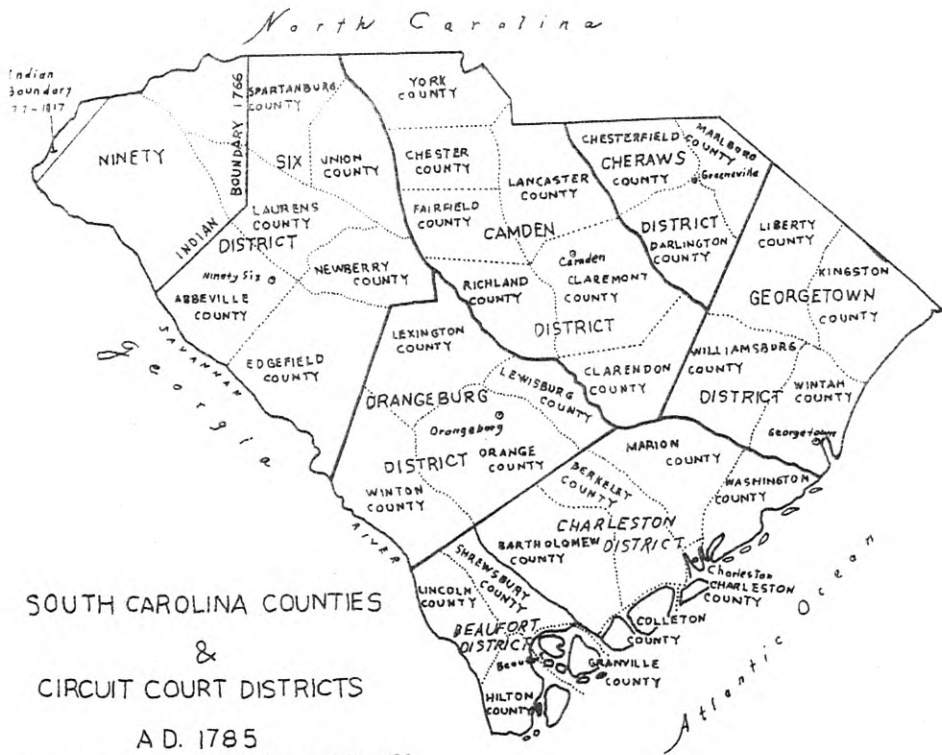 North Carolina
Indian
Boundary
1817
BOUNDARY 1766
INDIAN
SPARTANBURG
COUNTY
YORK
COUNTY
NINETY
SIX
DISTRICT
UNION
COUNTY
CHESTER
COUNTY
LANCASTER
COUNTY
CHESTERFIELD
COUNTY
CHERAWS
DISTRICT
MARLBORO
COUNTY
Greeneville
LAURENS
COUNTY
FAIRFIELD
COUNTY
CAMDEN
DISTRICT
DARLINGTON
COUNTY
LIBERTY
COUNTY
Ninety Six
NEWBERRY
COUNTY
RICHLAND
COUNTY
Camden
CLAREMONT
COUNTY
KINGSTON
COUNTY
GEORGETOWN
DISTRICT
ABBEVILLE
COUNTY
LEXINGTON
COUNTY
WILLIAMSBURG
COUNTY
EDGEFIELD
COUNTY
LEWISBURG
COUNTY
CLARENDON
COUNTY
WINYAH
COUNTY
Georgetown
ORANGEBURG
DISTRICT
Orangeburg
ORANGE
COUNTY
MARION
COUNTY
WINTON
COUNTY
BERKELEY
COUNTY
WASHINGTON
COUNTY
CHARLESTON
DISTRICT
BARTHOLOMEW
COUNTY
SHREWSBURY
COUNTY
Charleston
CHARLESTON
COUNTY
LINCOLN
COUNTY
COLLETON
COUNTY
BEAUFORT
DISTRICT
GRANVILLE
COUNTY
HILTON
COUNTY
SAVANNAH
RIVER
Georgia
Atlantic Ocean
SOUTH CAROLINA COUNTIES
&
CIRCUIT COURT DISTRICTS
A D. 1785